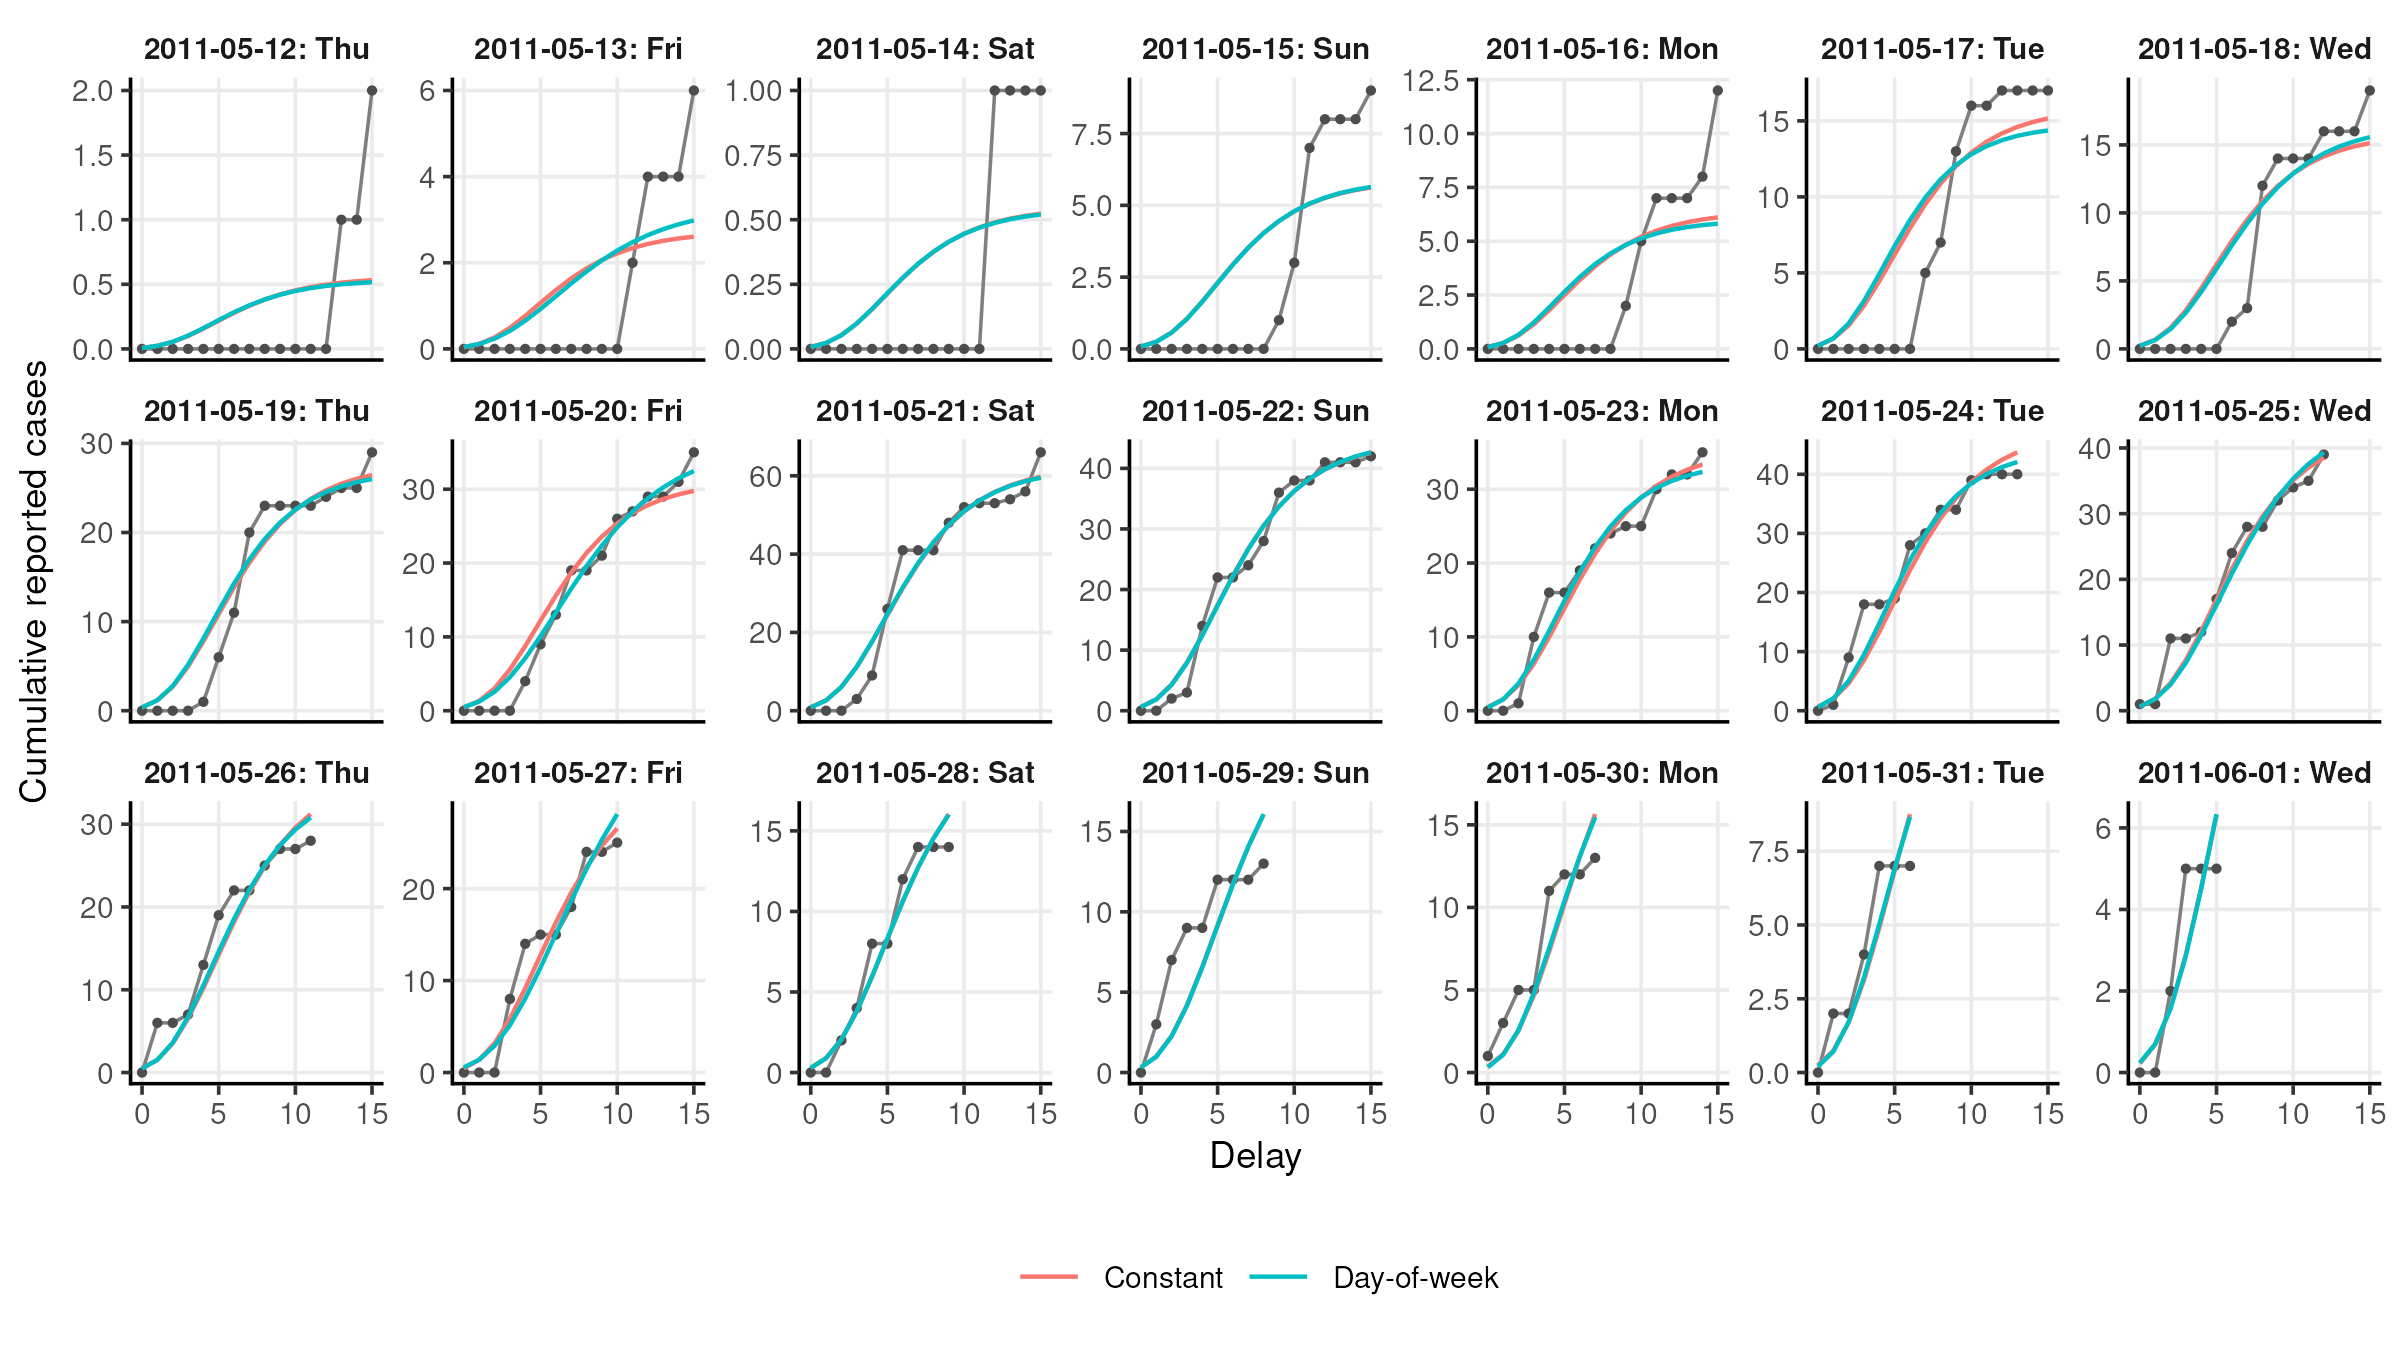 2011-05-12: Thu 2011-05-13: Fri 2011-05-14: Sat 2011-05-15: Sun 2011-05-16: Mon 2011-05-17: Tue 2011-05-18: Wed
2.0 6 1.00 7.5 12.5 15 15
1.5 4 0.75 5.0 10.0 10 10
1.0 2 0.50 2.5 7.5 5 5
0.5 0 0.25 0.0 5.0 0 0
0.0 0.00 2.5
0.0
Cumulative reported cases
2011-05-19: Thu 2011-05-20: Fri 2011-05-21: Sat 2011-05-22: Sun 2011-05-23: Mon 2011-05-24: Tue 2011-05-25: Wed
30 30 60 40 30 40 40
20 20 40 30 20 30 30
10 10 20 20 10 20 20
0 0 0 10 0 10 10
0 0 0
2011-05-26: Thu 2011-05-27: Fri 2011-05-28: Sat 2011-05-29: Sun 2011-05-30: Mon 2011-05-31: Tue 2011-06-01: Wed
30 20 15 15 15 7.5 6
20 10 10 10 10 5.0 4
10 0 5 5 5 2.5 2
0 0 0 0 0.0 0
0 5 10 15 0 5 10 15 0 5 10 15 0 5 10 15 0 5 10 15 0 5 10 15 0 5 10 15
Delay
Constant Day-of-week